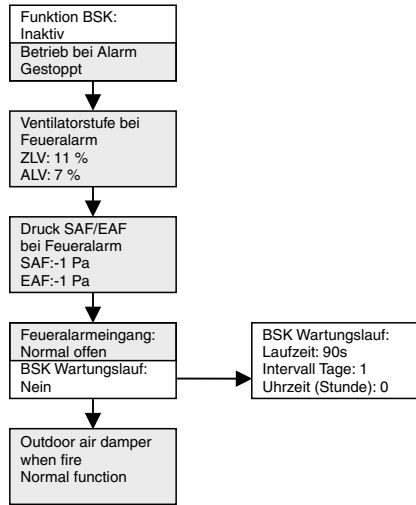 Funktion BSK:
Inaktiv
Betrieb bei Alarm
Gestoppt
Ventilatorstufe bei
Feueralarm
ZLV: 11 %
ALV: 7 %
Druck SAF/EAF
bei Feueralarm
SAF:-1 Pa
EAF:-1 Pa
Feueralarmeingang:
Normal offen
BSK Wartungslauf:
Nein
BSK Wartungslauf:
Laufzeit: 90s
Intervall Tage: 1
Uhrzeit (Stunde): 0
Outdoor air damper
when fire
Normal function